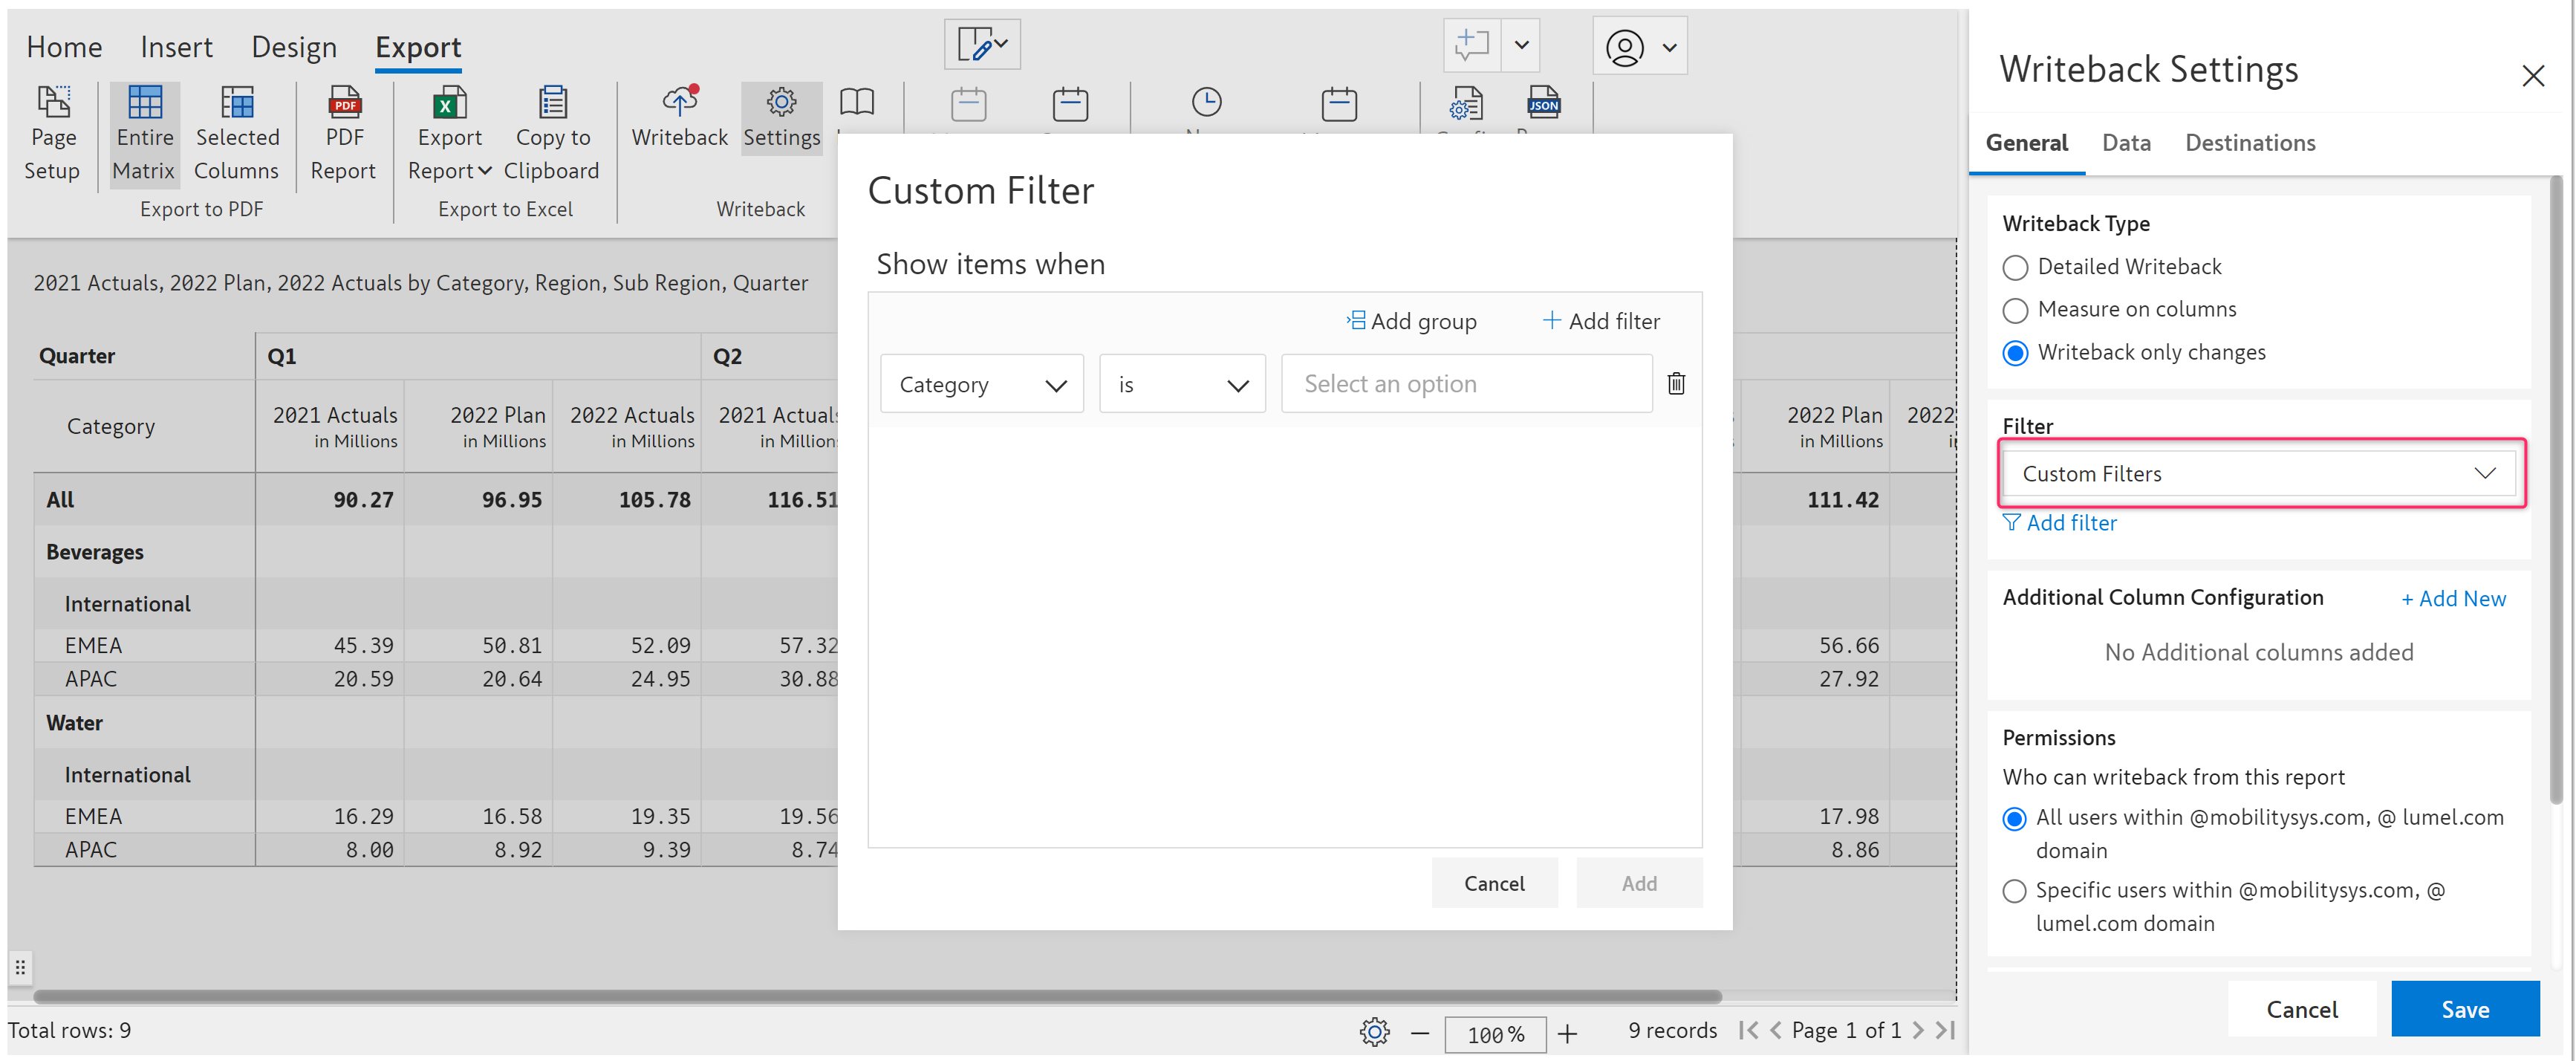 Home Insert Design Export
Page Setup
Entire Matrix
Selected Columns
PDF Report
Export Report
Copy to Clipboard
Writeback
Settings
PDF
X
JSON
Export to PDF
Export to Excel
Writeback
2021 Actuals, 2022 Plan, 2022 Actuals by Category, Region, Sub Region, Quarter
Quarter Q1 Q2
Category 2021 Actuals 2022 Plan 2022 Actuals 2021 Actuals 2022 Plan 2022
in Millions in Millions in Millions in Million in Millions
All 90.27 96.95 105.78 116.51 111.42
Beverages
International
EMEA 45.39 50.81 52.09 57.32 56.66
APAC 20.59 20.64 24.95 30.88 27.92
Water
International
EMEA 16.29 16.58 19.35 19.56 17.98
APAC 8.00 8.92 9.39 8.74 8.86
Total rows: 9
100 %
9 records
Page 1 of 1
Custom Filter
Show items when
Add group
Add filter
Category is Select an option
Cancel Add
Writeback Settings
General Data Destinations
Writeback Type
Detailed Writeback
Measure on columns
Writeback only changes
Filter
Custom Filters
Add filter
Additional Column Configuration + Add New
No Additional columns added
Permissions
Who can writeback from this report
All users within @mobilitysys.com, @ lumel.com
domain
Specific users within @mobilitysys.com, @
lumel.com domain
Cancel Save